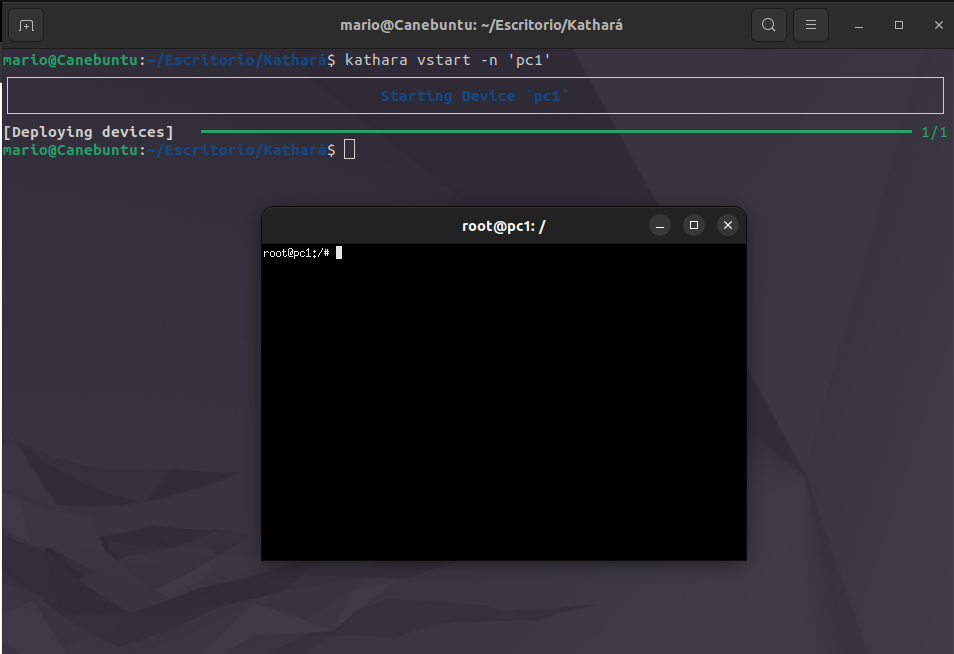 mario@Canebuntu: ~/Escritorio/Kathará
mario@Canebuntu:~/Escritorio/Kathará$ kathara vstart -n 'pc1'
Starting Device `pc1`
[Deploying devices] 1/1
mario@Canebuntu:~/Escritorio/Kathará$
root@pc1: /
root@pc1:/#